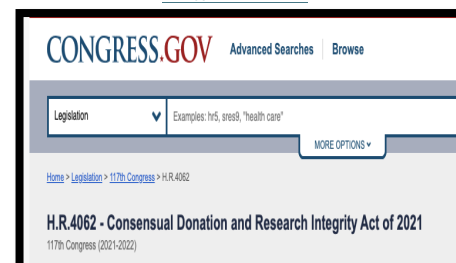 CONGRESS.GOV Advanced Searches Browse
Legislation Examples: hr5, sres9, "health care"
MORE OPTIONS
Home > Legislation > 117th Congress > H.R.4062
H.R.4062 - Consensual Donation and Research Integrity Act of 2021
117th Congress (2021-2022)